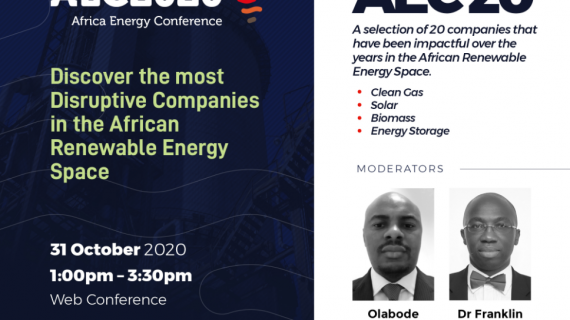 AEC2020
Africa Energy Conference
Discover the most
Disruptive Companies
in the African
Renewable Energy
Space
31 October 2020
1:00pm – 3:30pm
Web Conference
AEC20
A selection of 20 companies that
have been impactful over the
years in the African Renewable
Energy Space.
• Clean Gas
• Solar
• Biomass
• Energy Storage
MODERATORS
Olabode
Dr Franklin